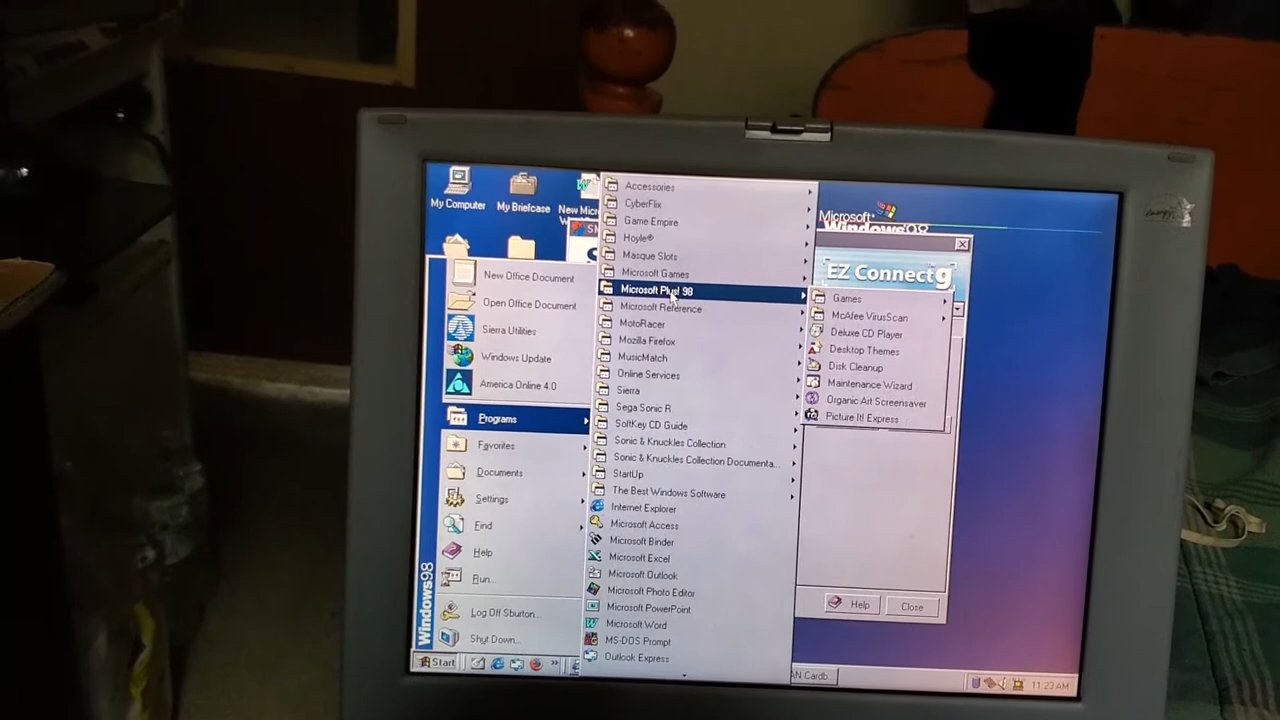 My Computer
My Briefcase
New Micro
Microsoft
Windows98
EZ Connect g
New Office Document
Open Office Document
Sierra Utilities
Windows Update
America Online 4.0
Programs
Favorites
Documents
Settings
Find
Help
Run...
Log Off Sburton...
Shut Down...
Windows98
Accessories
CyberFlix
Game Empire
Hoyle®
Masque Slots
Microsoft Games
Microsoft Plus! 98
Microsoft Reference
MotoRacer
Mozilla Firefox
MusicMatch
Online Services
Sierra
Sega Sonic R
SoftKey CD Guide
Sonic & Knuckles Collection
Sonic & Knuckles Collection Documenta...
StartUp
The Best Windows Software
Internet Explorer
Microsoft Access
Microsoft Binder
Microsoft Excel
Microsoft Outlook
Microsoft Photo Editor
Microsoft PowerPoint
Microsoft Word
MS-DOS Prompt
Outlook Express
Games
McAfee VirusScan
Deluxe CD Player
Desktop Themes
Disk Cleanup
Maintenance Wizard
Organic Art Screensaver
Picture It! Express
Help
Close
Start
AN Cardb...
11:23 AM